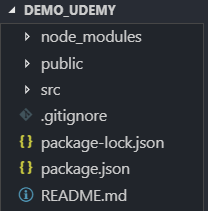 DEMO_UDEMY
node_modules
public
src
.gitignore
{} package-lock.json
{} package.json
README.md